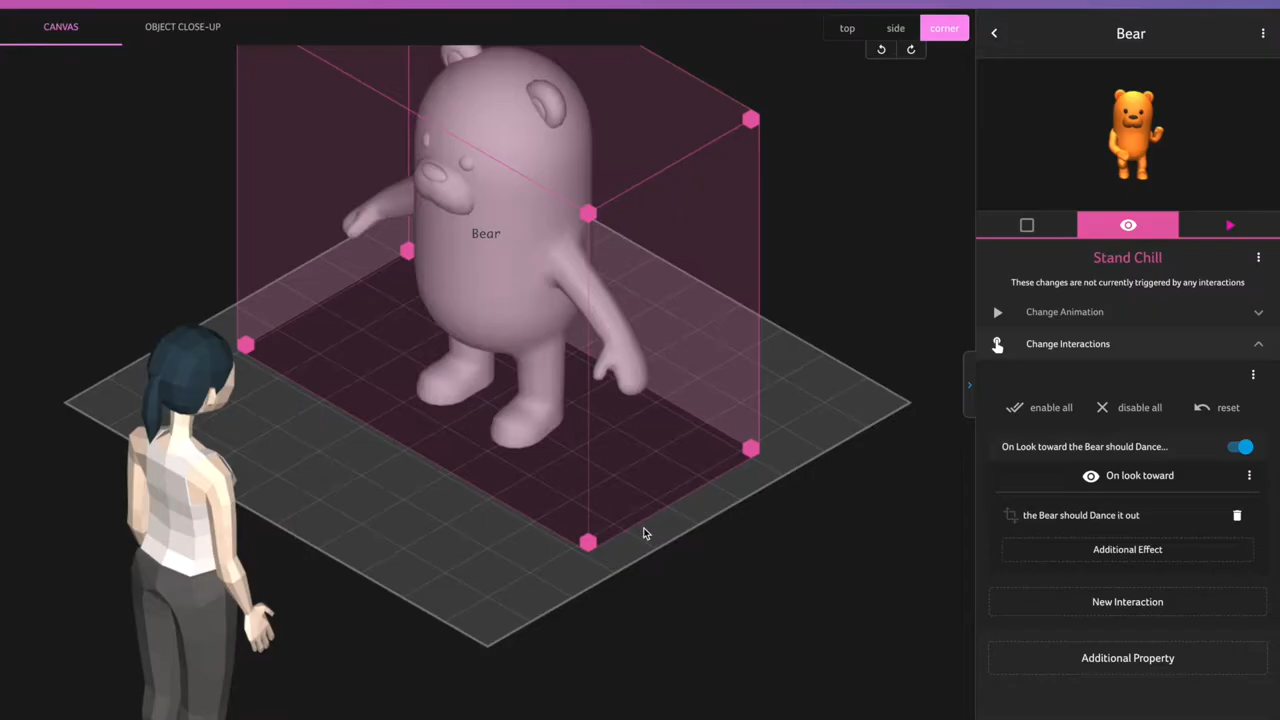 CANVAS
OBJECT CLOSE-UP
top
side
corner
Bear
Bear
Stand Chill
These changes are not currently triggered by any interactions
Change Animation
Change Interactions
enable all
disable all
reset
On Look toward the Bear should Dance...
On look toward
the Bear should Dance it out
Additional Effect
New Interaction
Additional Property